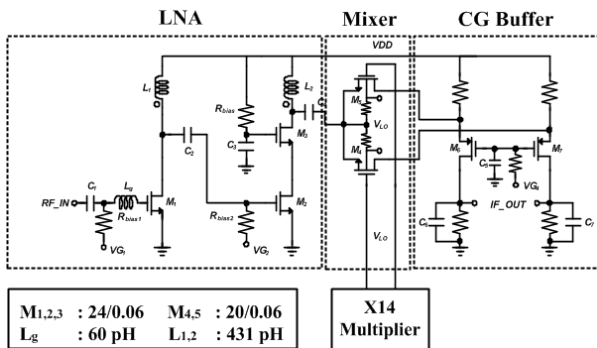 LNA
Mixer
CG Buffer
VDD
L1
L2
Rbias
C
M5
M3
C3
C2
VLO
M4
M6
M7
C5
VG4
RF_IN
C1
Lg
M1
M2
Rbias1
Rbias2
VG1
VG2
VLO
C6
IF_OUT
C7
M1,2,3 : 24/0.06 M4,5 : 20/0.06
Lg : 60 pH L1,2 : 431 pH
X14
Multiplier